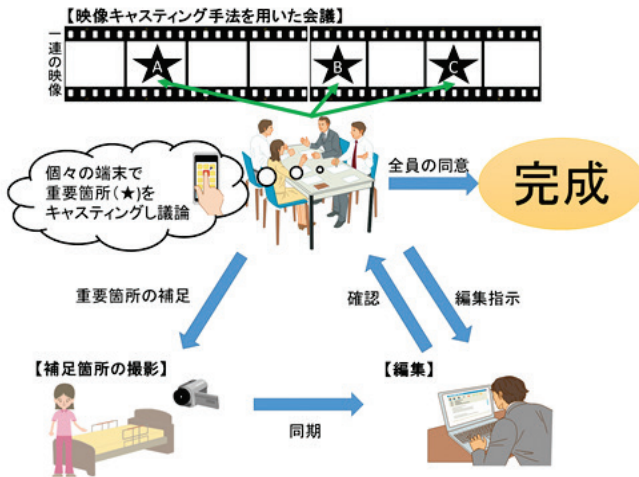 【映像キャスティング手法を用いた会議】
一連の映像
A
B
C
個々の端末で
重要箇所(★)を
キャスティングし議論
全員の同意
完成
重要箇所の補足
確認
編集指示
【補足箇所の撮影】
【編集】
同期